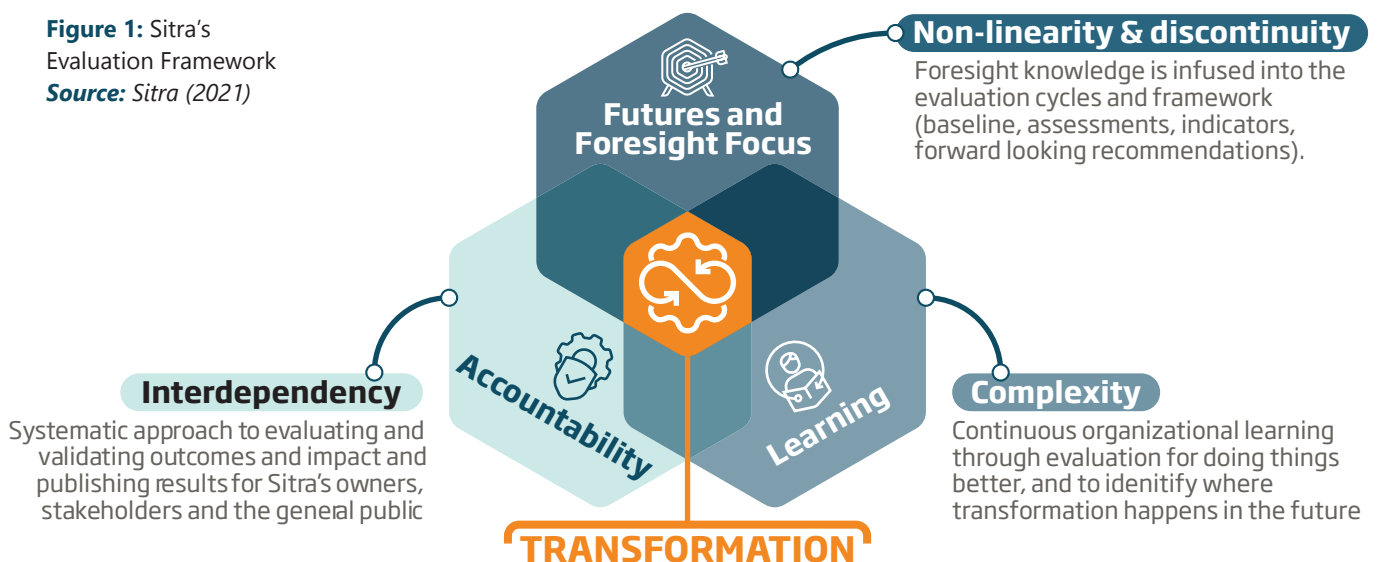 Figure 1: Sitra's
Evaluation Framework
Source: Sitra (2021)
Futures and
Foresight Focus
Non-linearity & discontinuity
Foresight knowledge is infused into the
evaluation cycles and framework
(baseline, assessments, indicators,
forward looking recommendations).
Interdependency
Systematic approach to evaluating and
validating outcomes and impact and
publishing results for Sitra's owners,
stakeholders and the general public
Accountability
Learning
Complexity
Continuous organizational learning
through evaluation for doing things
better, and to idenitify where
transformation happens in the future
TRANSFORMATION